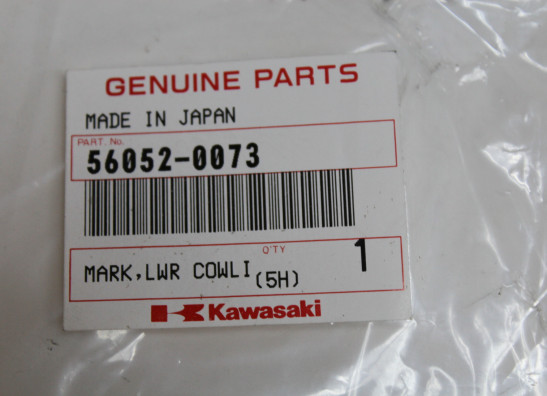 GENUINE PARTS
MADE IN JAPAN
PART. No.
56052-0073
Q'TY
MARK,LWR COWLI (5H) 1
Kawasaki